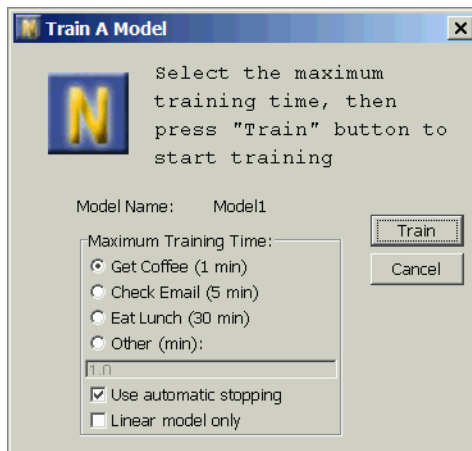 Train A Model
N
Select the maximum
training time, then
press "Train" button to
start training
Model Name: Model1
Train
Cancel
Maximum Training Time:
Get Coffee (1 min)
Check Email (5 min)
Eat Lunch (30 min)
Other (min):
1.0
Use automatic stopping
Linear model only